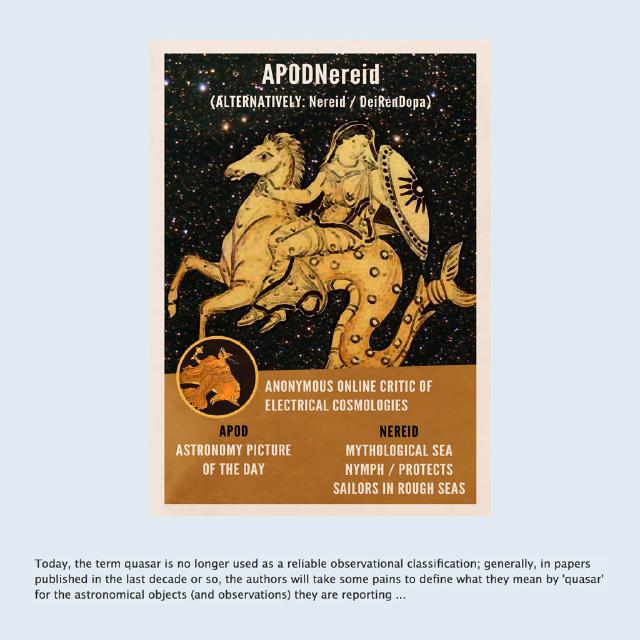 APODNereid
(ALTERNATIVELY: Nereid / DeiRenDopa)
ANONYMOUS ONLINE CRITIC OF
ELECTRICAL COSMOLOGIES
APOD
ASTRONOMY PICTURE
OF THE DAY
NEREID
MYTHOLOGICAL SEA
NYMPH / PROTECTS
SAILORS IN ROUGH SEAS
Today, the term quasar is no longer used as a reliable observational classification; generally, in papers
published in the last decade or so, the authors will take some pains to define what they mean by 'quasar'
for the astronomical objects (and observations) they are reporting ...